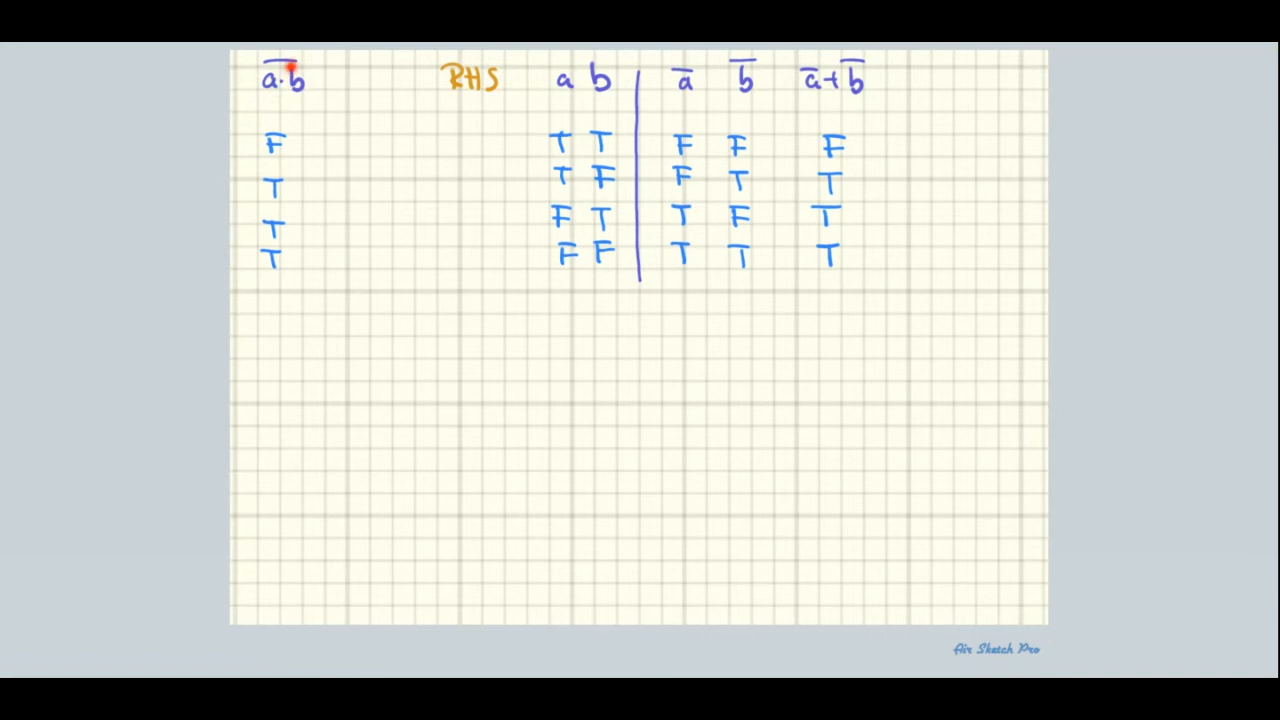 a̅·̅b̅ RHS a b a̅ b̅ a̅+b̅
F T T F F F
T T F F T T
T F T T F T
T F F T T T
Air Sketch Pro